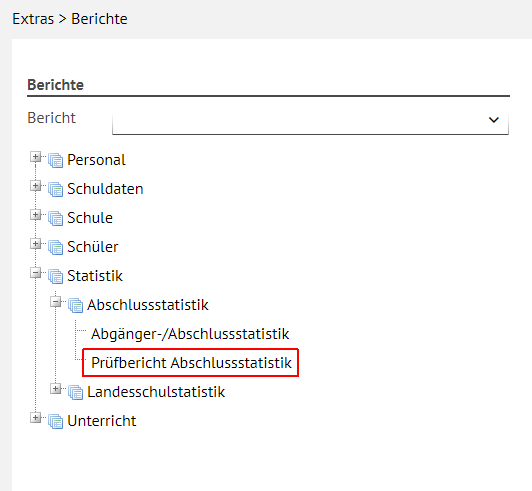 Extras > Berichte
Berichte
Bericht
Personal
Schuldaten
Schule
Schüler
Statistik
Abschlussstatistik
Abgänger-/Abschlussstatistik
Prüfbericht Abschlussstatistik
Landesschulstatistik
Unterricht